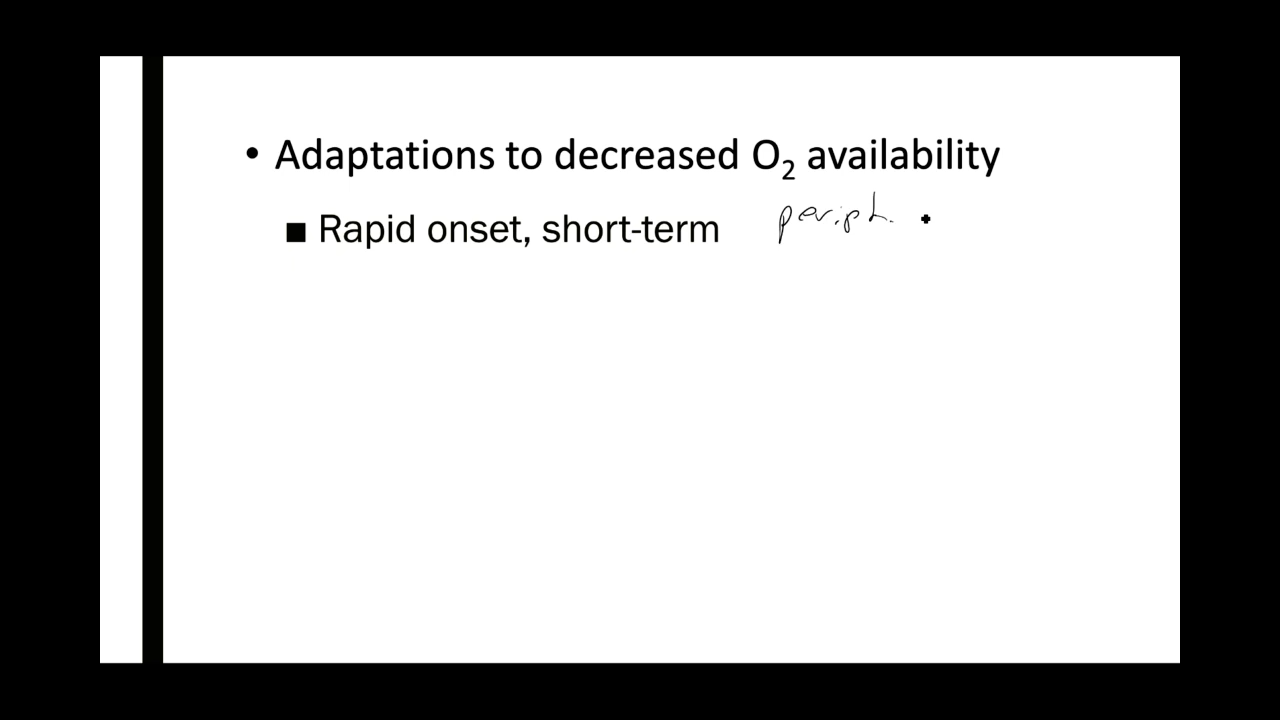 • Adaptations to decreased O₂ availability
■ Rapid onset, short-term periph.